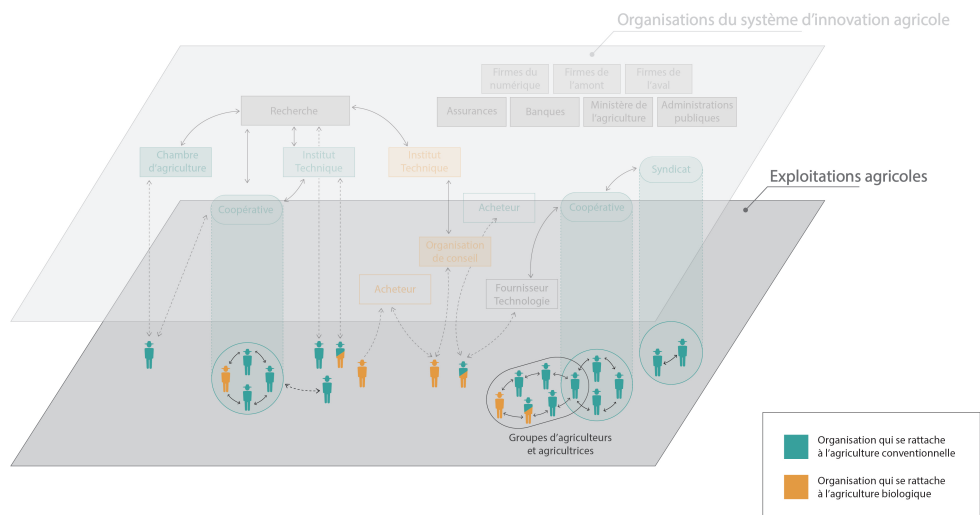 Organisations du système d'innovation agricole
Firmes du
numérique
Firmes de
l'amont
Firmes de
l'aval
Recherche
Assurances
Banques
Ministère de
l'agriculture
Administrations
publiques
Chambre
d'agriculture
Institut
Technique
Institut
Technique
Syndicat
Exploitations agricoles
Coopérative
Acheteur
Coopérative
Organisation
de conseil
Acheteur
Fournisseur
Technologie
Groupes d'agriculteurs
et agricultrices
Organisation qui se rattache
à l'agriculture conventionnelle
Organisation qui se rattache
à l'agriculture biologique